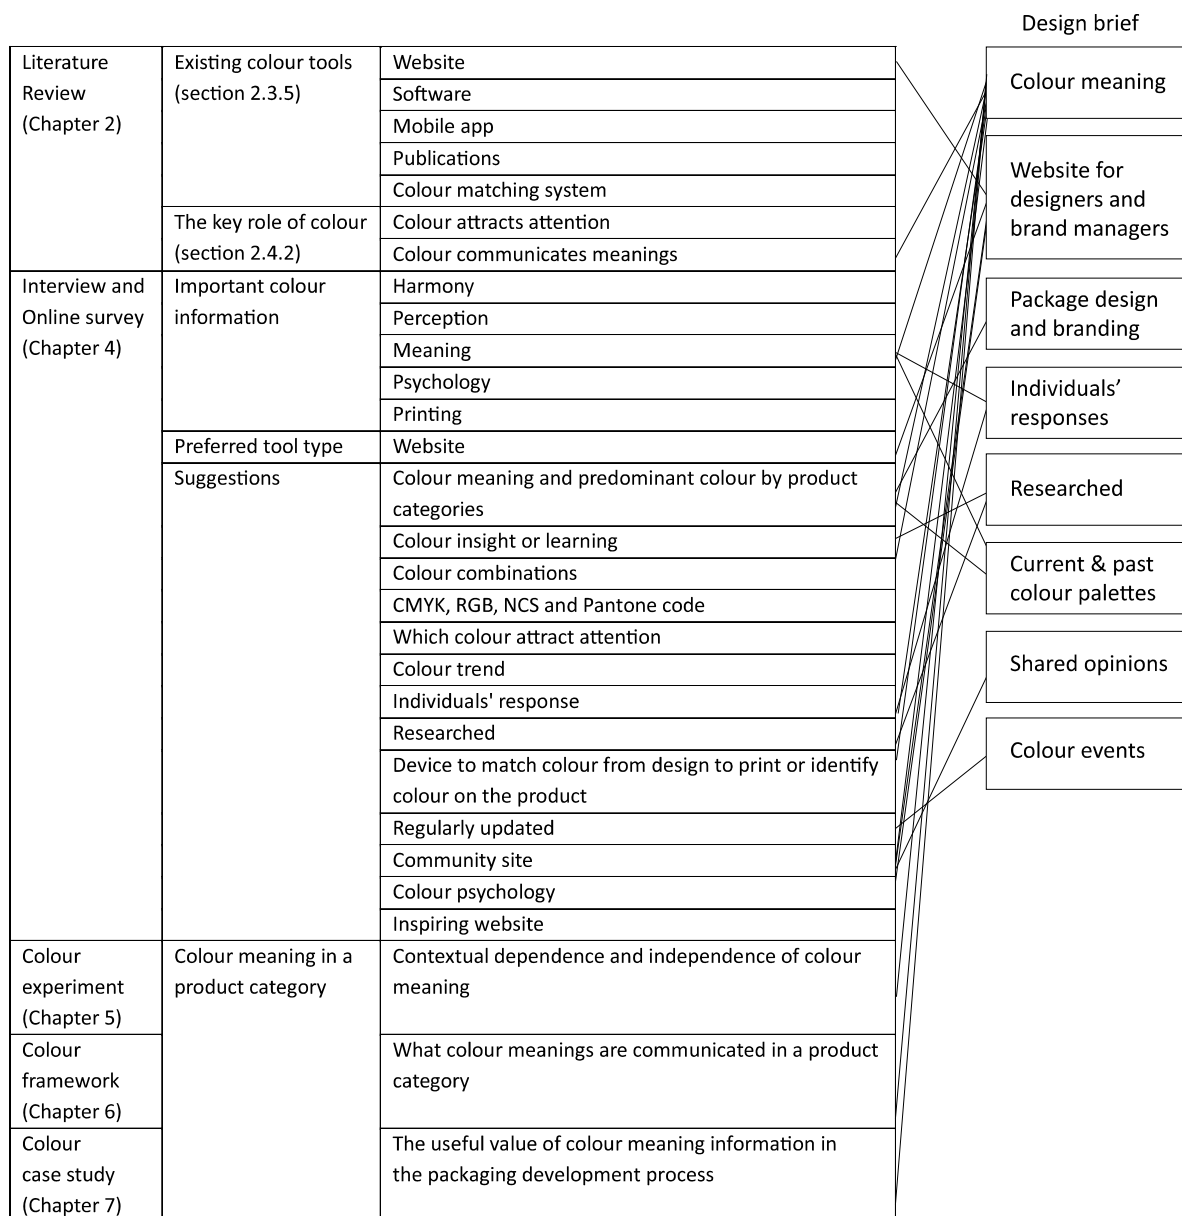 Design brief
Literature
Review
(Chapter 2)
Existing colour tools
(section 2.3.5)
Website
Software
Mobile app
Publications
Colour matching system
The key role of colour
(section 2.4.2)
Colour attracts attention
Colour communicates meanings
Interview and
Online survey
(Chapter 4)
Important colour
information
Harmony
Perception
Meaning
Psychology
Printing
Preferred tool type
Website
Suggestions
Colour meaning and predominant colour by product
categories
Colour insight or learning
Colour combinations
CMYK, RGB, NCS and Pantone code
Which colour attract attention
Colour trend
Individuals' response
Researched
Device to match colour from design to print or identify
colour on the product
Regularly updated
Community site
Colour psychology
Inspiring website
Colour
experiment
(Chapter 5)
Colour meaning in a
product category
Contextual dependence and independence of colour
meaning
Colour
framework
(Chapter 6)
What colour meanings are communicated in a product
category
Colour
case study
(Chapter 7)
The useful value of colour meaning information in
the packaging development process
Colour meaning
Website for
designers and
brand managers
Package design
and branding
Individuals’
responses
Researched
Current & past
colour palettes
Shared opinions
Colour events